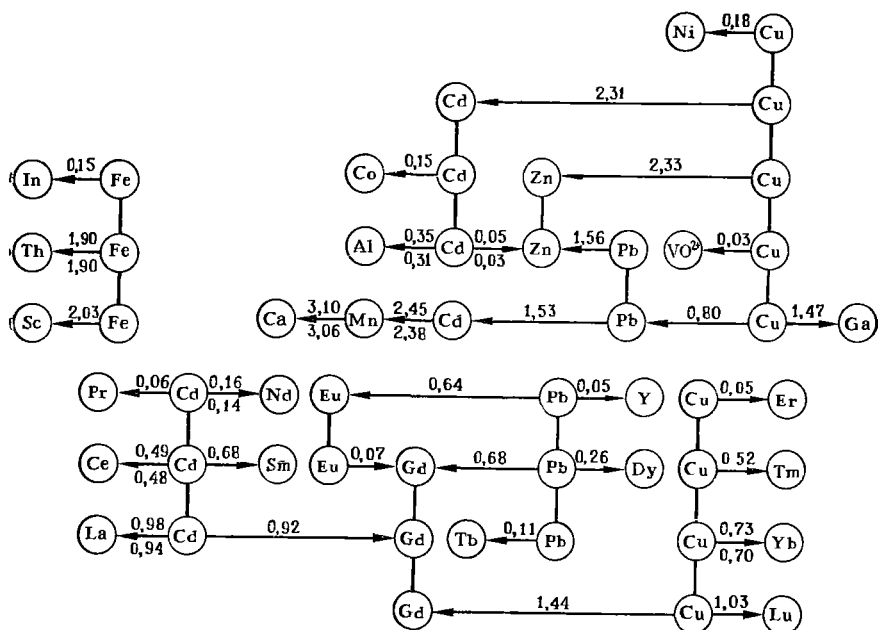 Ni 0,18 Cu
Cd 2,31 Cu
In 0,15 Fe Co 0,15 Cd Zn 2,33 Cu
Th 1,90 1,90 Fe Al 0,35 0,31 Cd 0,05 0,03 Zn 1,56 Pb VO²⁺ 0,03 Cu
Sc 2,03 Fe Ca 3,10 3,06 Mn 2,45 2,38 Cd 1,53 Pb 0,80 Cu 1,47 Ga
Pr 0,06 Cd 0,16 0,14 Nd Eu 0,64 Pb 0,05 Y Cu 0,05 Er
Ce 0,49 0,48 Cd 0,68 Sm Eu 0,07 Gd 0,68 Pb 0,26 Dy Cu 0 52 Tm
La 0,98 0,94 Cd 0,92 Gd Tb 0,11 Pb Cu 0,73 0,70 Yb
Gd 1,44 Cu 1,03 Lu